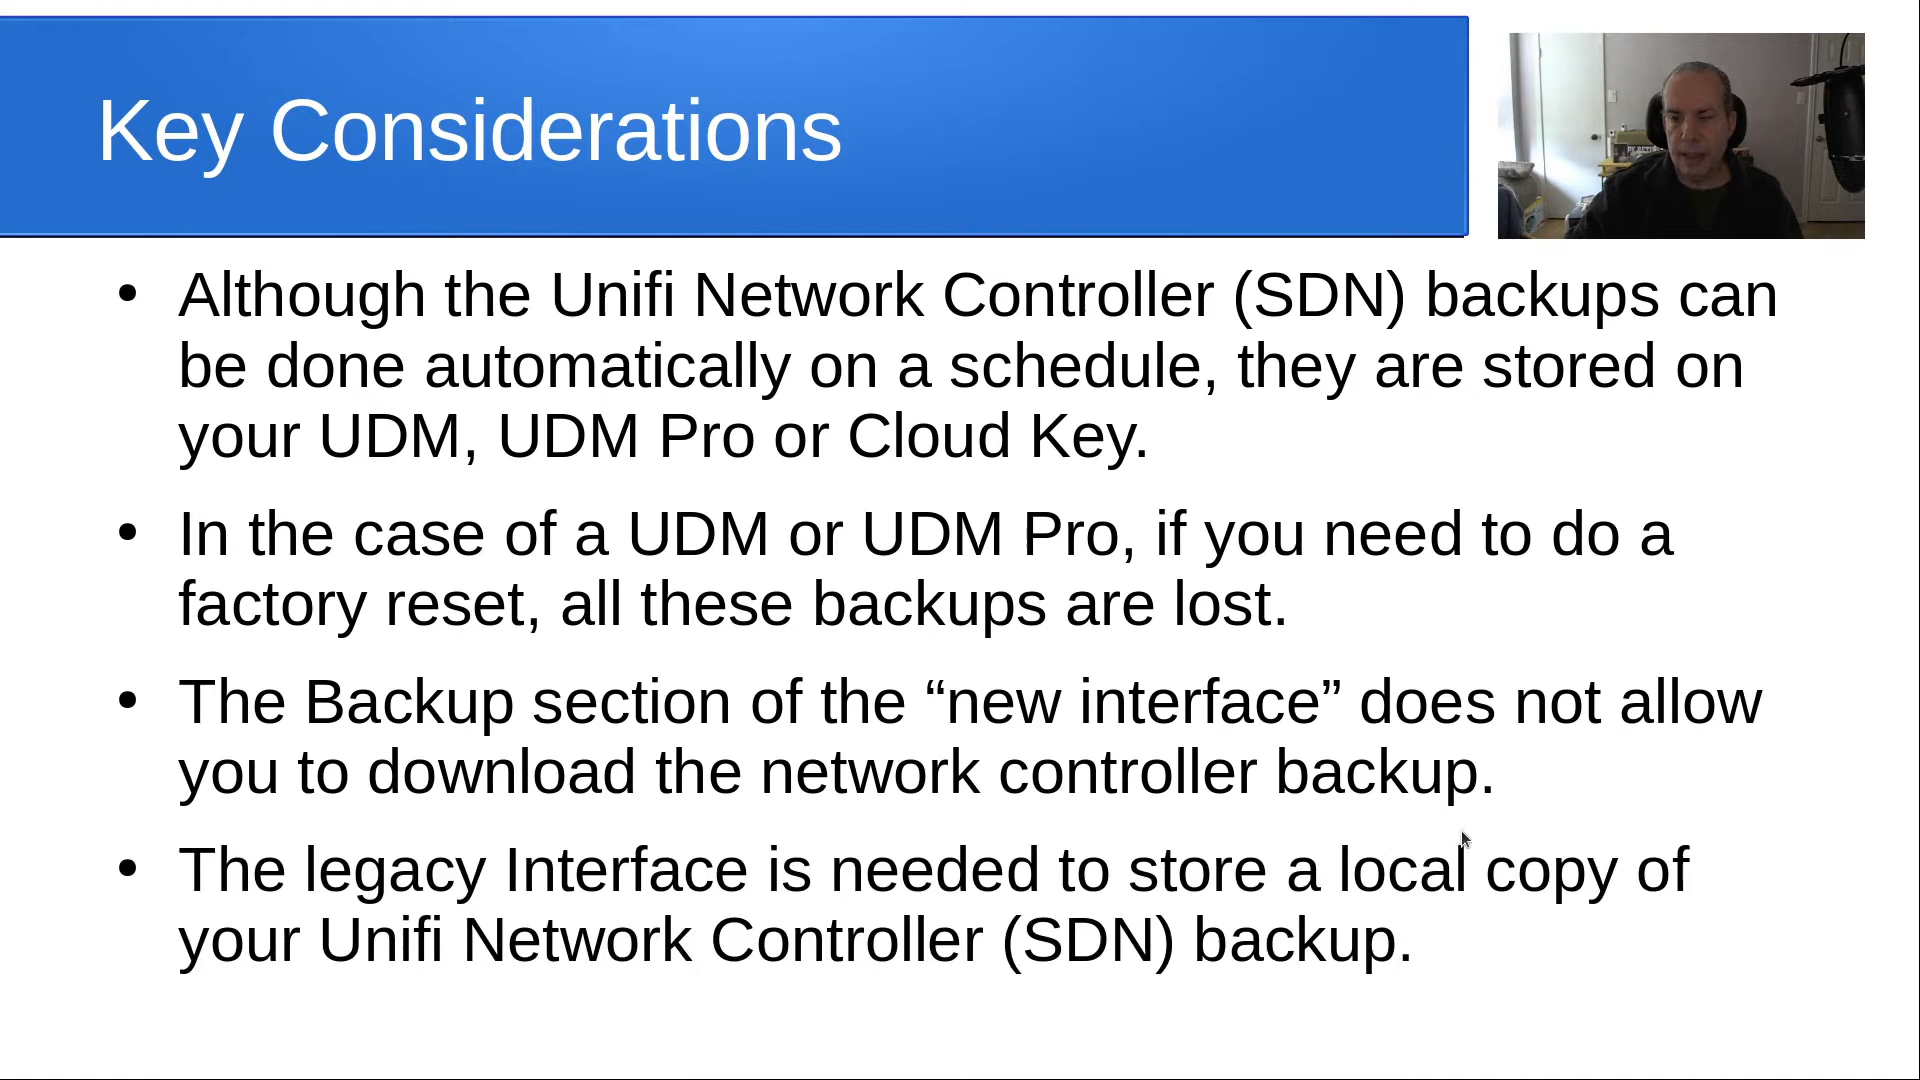 Key Considerations
• Although the Unifi Network Controller (SDN) backups can
be done automatically on a schedule, they are stored on
your UDM, UDM Pro or Cloud Key.
• In the case of a UDM or UDM Pro, if you need to do a
factory reset, all these backups are lost.
• The Backup section of the “new interface” does not allow
you to download the network controller backup.
• The legacy Interface is needed to store a local copy of
your Unifi Network Controller (SDN) backup.